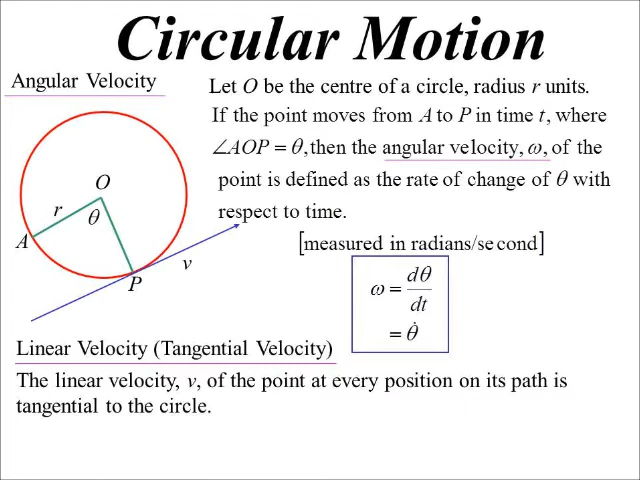 Circular Motion
Angular Velocity
Let O be the centre of a circle, radius r units.
If the point moves from A to P in time t, where
∠AOP = θ, then the angular velocity, ω, of the
point is defined as the rate of change of θ with
respect to time.
[measured in radians/second]
O
r
θ
A
P
v
ω = dθ/dt
= θ̇
Linear Velocity (Tangential Velocity)
The linear velocity, v, of the point at every position on its path is
tangential to the circle.